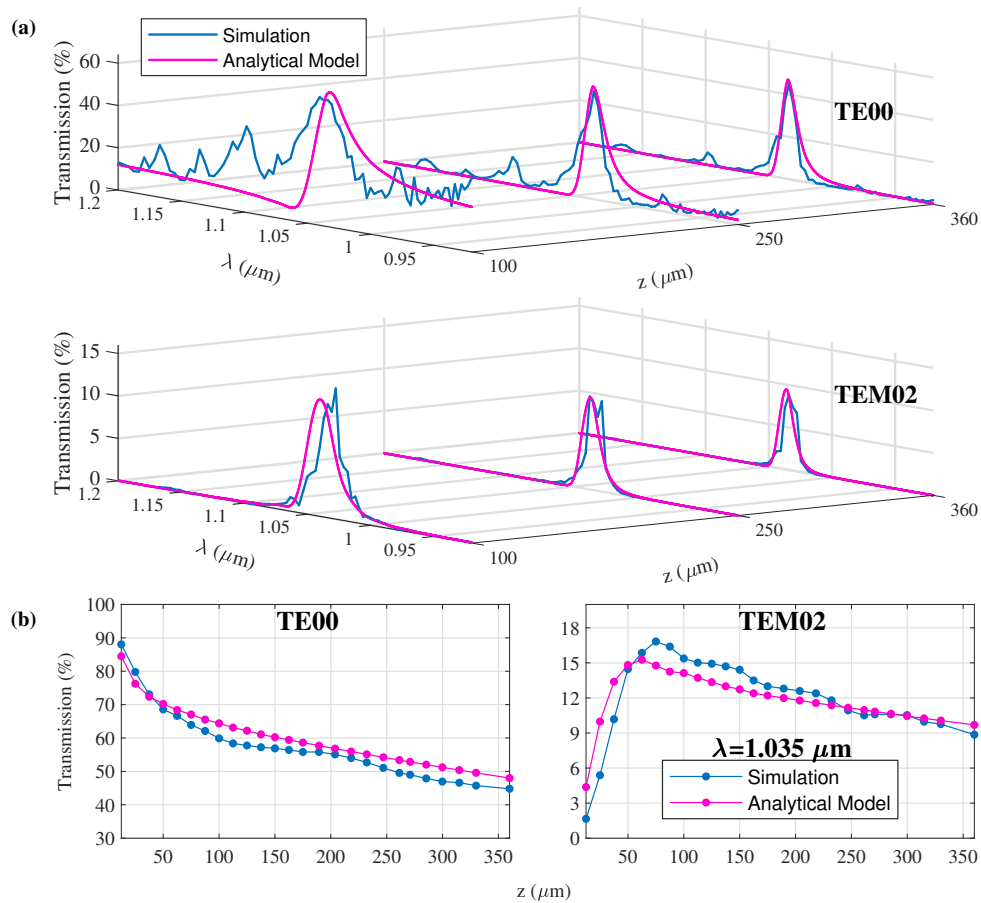 (a)
Simulation
Analytical Model
TE00
Transmission (%)
60
40
20
0
1.2
1.15
1.1
1.05
1
0.95
λ (μm)
100
250
360
z (μm)
TEM02
Transmission (%)
15
10
5
0
1.2
1.15
1.1
1.05
1
0.95
λ (μm)
100
250
360
z (μm)
(b)
TE00
Transmission (%)
100
90
80
70
60
50
40
30
50 100 150 200 250 300 350
TEM02
18
15
12
9
6
3
0
λ=1.035 μm
Simulation
Analytical Model
50 100 150 200 250 300 350
z (μm)